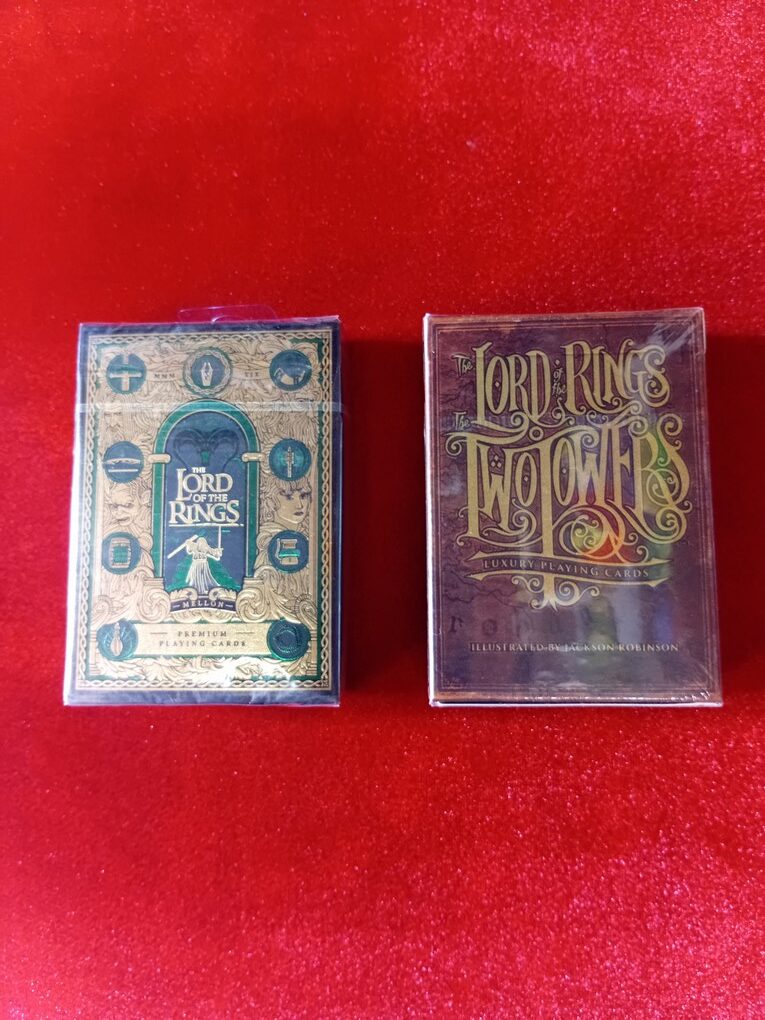 MMM XIX
THE
LORD
OF THE
RINGS
MELLON
PREMIUM
PLAYING CARDS
The LORD of the RINGS
The TWO TOWERS
LUXURY PLAYING CARDS
ILLUSTRATED BY JACKSON ROBINSON